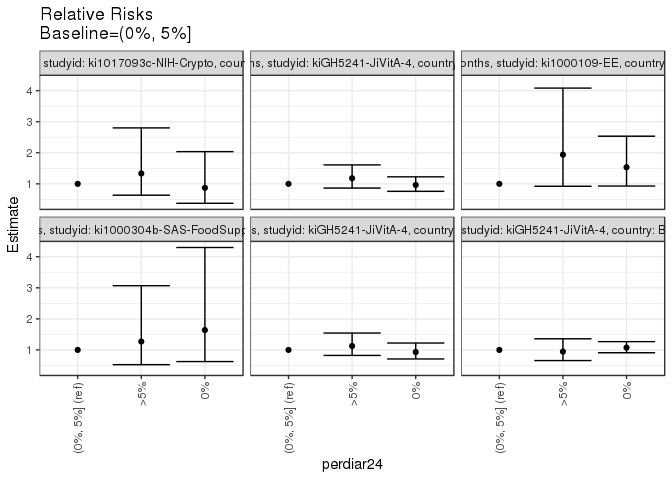 Relative Risks
Baseline=(0%, 5%]
studyid: ki1017093c-NIH-Crypto, cour
ns, studyid: kiGH5241-JiVitA-4, country
onths, studyid: ki1000109-EE, country
4
3
2
1
s, studyid: ki1000304b-SAS-FoodSupp
s, studyid: kiGH5241-JiVitA-4, country
studyid: kiGH5241-JiVitA-4, country: B
4
3
2
1
Estimate
(0%, 5%] (ref)
>5%
0%
(0%, 5%] (ref)
>5%
0%
(0%, 5%] (ref)
>5%
0%
perdiar24